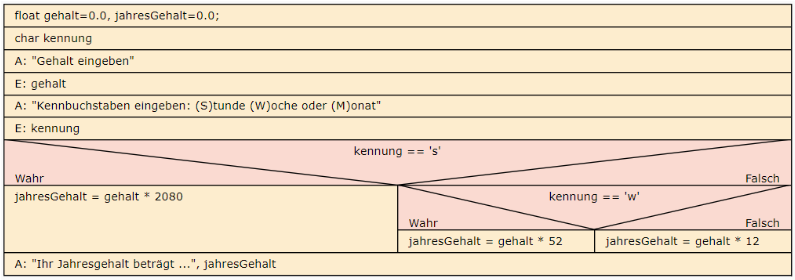 float gehalt=0.0, jahresGehalt=0.0;
char kennung
A: "Gehalt eingeben"
E: gehalt
A: "Kennbuchstaben eingeben: (S)tunde (W)oche oder (M)onat"
E: kennung
kennung == 's'
Wahr
Falsch
jahresGehalt = gehalt * 2080
kennung == 'w'
Wahr
Falsch
jahresGehalt = gehalt * 52
jahresGehalt = gehalt * 12
A: "Ihr Jahresgehalt beträgt ...", jahresGehalt